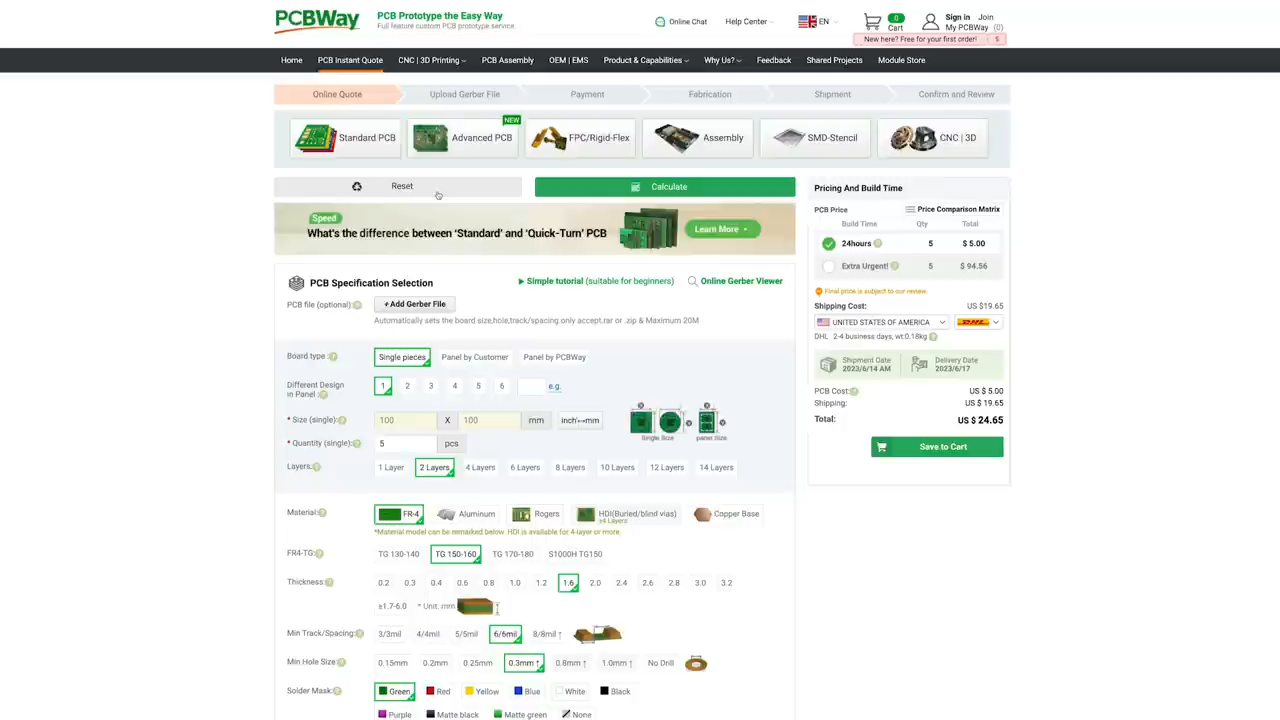 PCBWay
PCB Prototype the Easy Way
Full feature custom PCB prototype service.
Online Chat
Help Center
EN
0
Cart
Sign in Join
My PCBWay (0)
New here? Free for your first order! $
Home PCB Instant Quote CNC | 3D Printing PCB Assembly OEM | EMS Product & Capabilities Why Us? Feedback Shared Projects Module Store
Online Quote Upload Gerber File Payment Fabrication Shipment Confirm and Review
Standard PCB
NEW
Advanced PCB
FPC/Rigid-Flex
Assembly
SMD-Stencil
CNC | 3D
Reset
Calculate
Speed
What's the difference between 'Standard' and 'Quick-Turn' PCB
Learn More
PCB Specification Selection
Simple tutorial (suitable for beginners)
Online Gerber Viewer
PCB file (optional):
+ Add Gerber File
Automatically sets the board size,hole,track/spacing.only accept.rar or .zip & Maximum 20M
Board type : Single pieces Panel by Customer Panel by PCBWay
Different Design
in Panel : 1 2 3 4 5 6 e.g.
* Size (single): 100 X 100 mm inch↔mm
Single Size panel Size
* Quantity (single): 5 pcs
Layers: 1 Layer 2 Layers 4 Layers 6 Layers 8 Layers 10 Layers 12 Layers 14 Layers
Material: FR-4 Aluminum Rogers HDI(Buried/blind vias) Copper Base
≥4 Layers
*Material model can be remarked below HDI is available for 4-layer or more
FR4-TG: TG 130-140 TG 150-160 TG 170-180 S1000H TG150
Thickness: 0.2 0.3 0.4 0.6 0.8 1.0 1.2 1.6 2.0 2.4 2.6 2.8 3.0 3.2
≥1.7-6.0 * Unit: mm
Min Track/Spacing: 3/3mil 4/4mil 5/5mil 6/6mil 8/8mil ↑
Min Hole Size: 0.15mm 0.2mm 0.25mm 0.3mm ↑ 0.8mm ↑ 1.0mm ↑ No Drill
Solder Mask: Green Red Yellow Blue White Black
Purple Matte black Matte green None
Pricing And Build Time
PCB Price
Price Comparison Matrix
Build Time Qty Total
24hours 5 $ 5.00
Extra Urgent! 5 $ 94.56
Final price is subject to our review.
Shipping Cost: US $19.65
UNITED STATES OF AMERICA DHL
DHL 2-4 business days, wt:0.18kg
Shipment Date
2023/6/14 AM
Delivery Date
2023/6/17
PCB Cost: US $ 5.00
Shipping: US $ 19.65
Total: US $ 24.65
Save to Cart